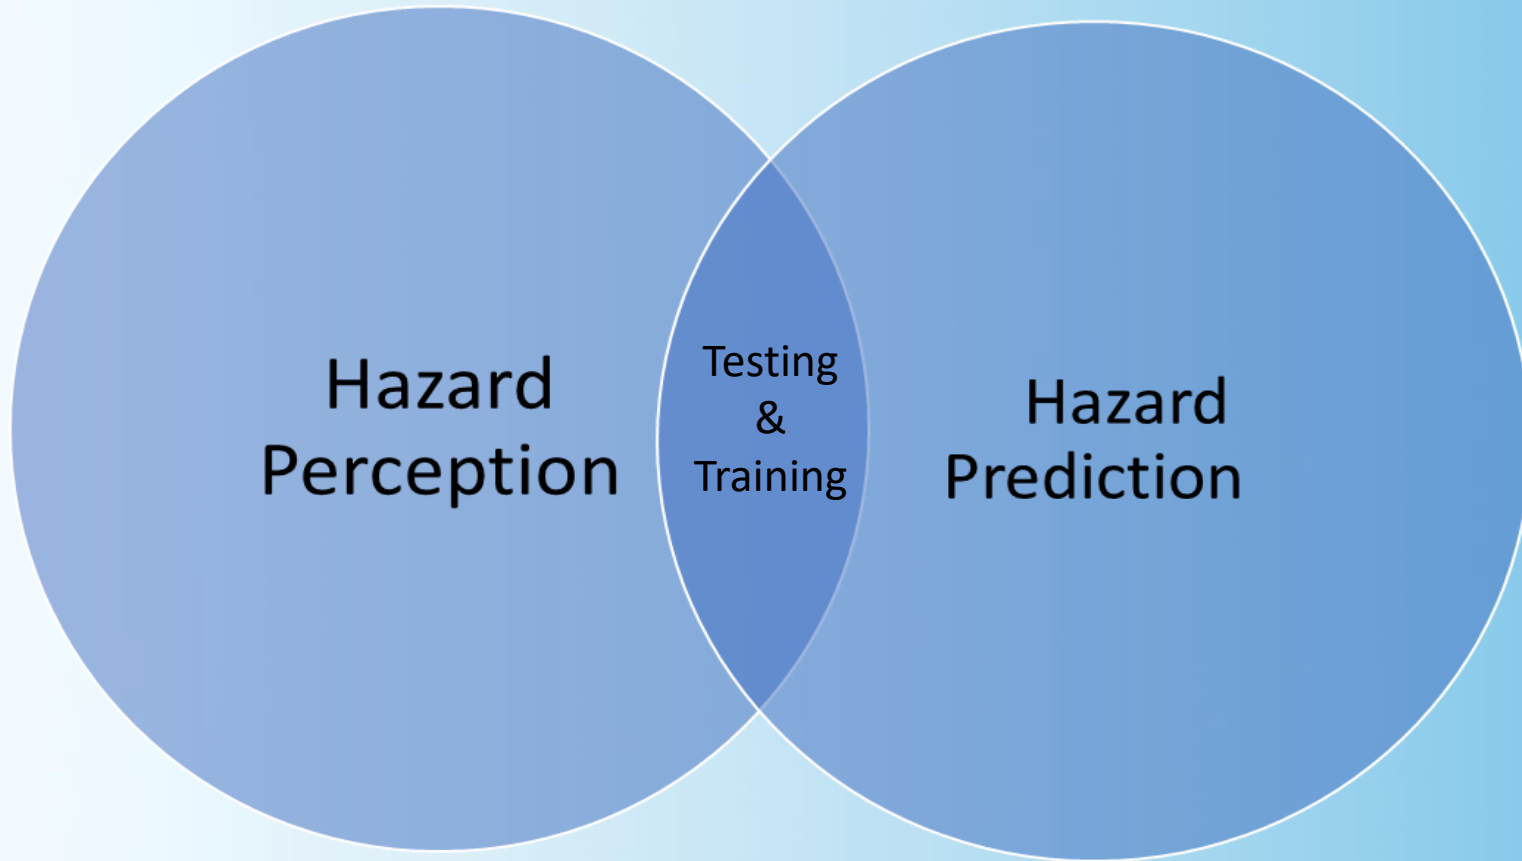 Hazard
Perception
Testing
&
Training
Hazard
Prediction